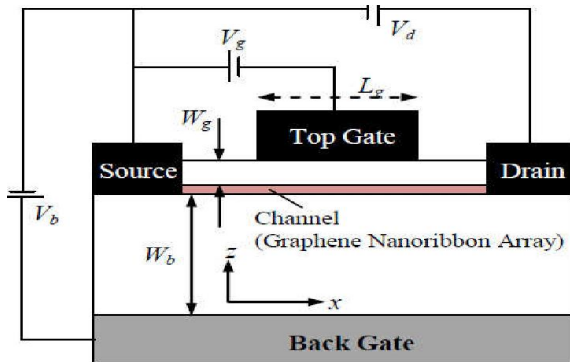 V_d
V_g
L_g
W_g
Top Gate
Source
Drain
V_b
Channel
(Graphene Nanoribbon Array)
W_b
z
x
Back Gate